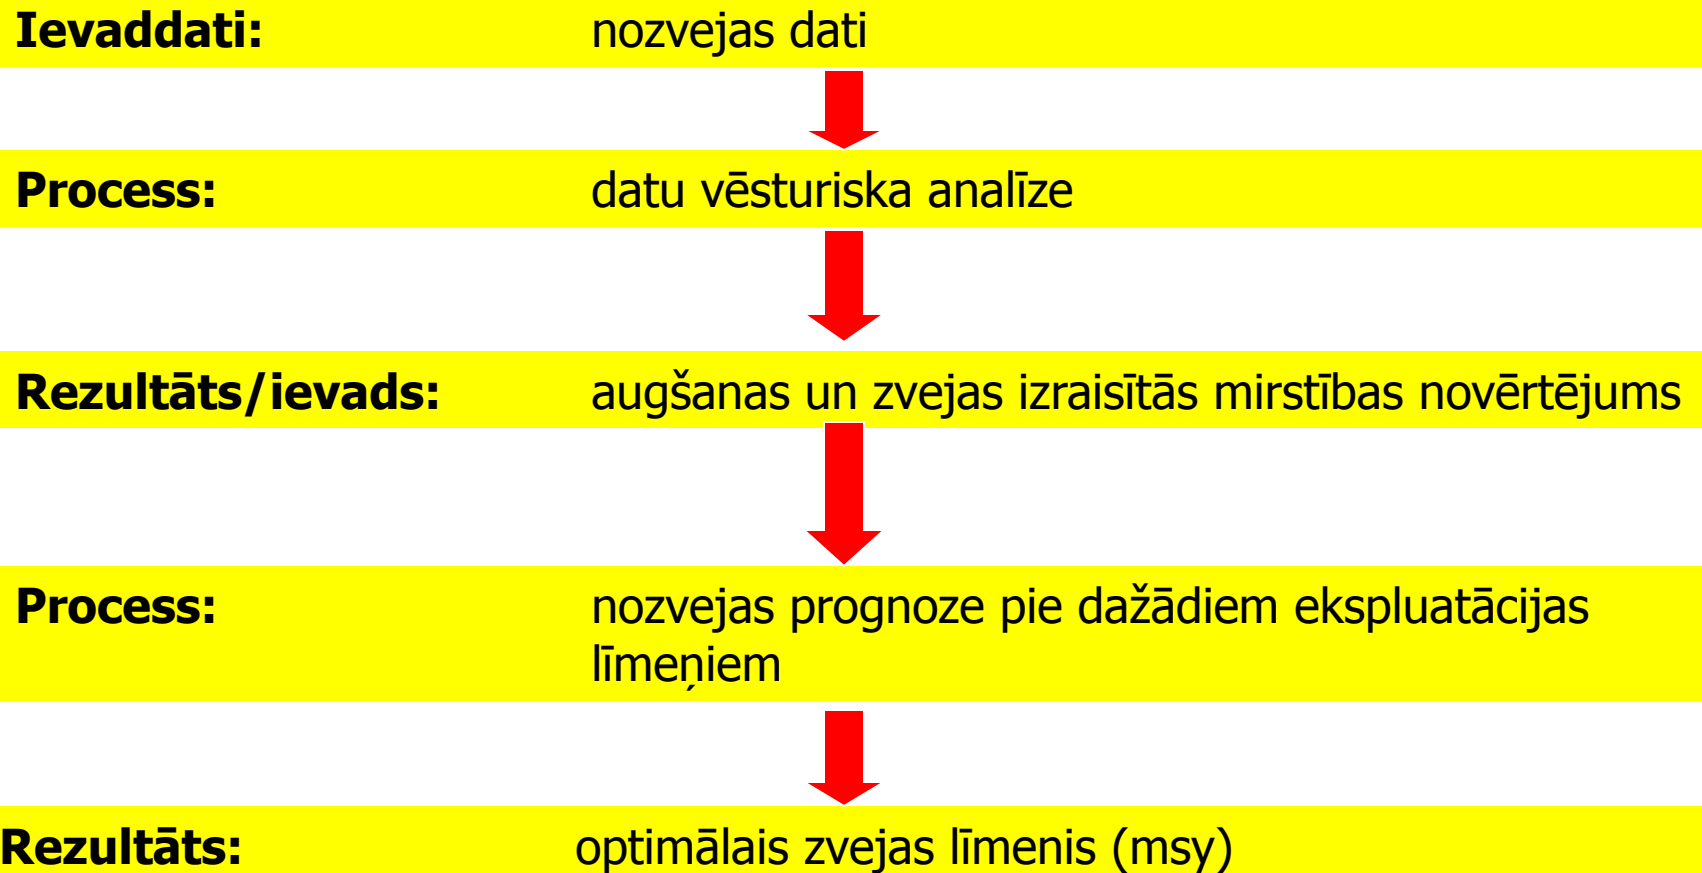 Ievaddati: nozvejas dati
Process: datu vēsturiska analīze
Rezultāts/ievads: augšanas un zvejas izraisītās mirstības novērtējums
Process: nozvejas prognoze pie dažādiem ekspluatācijas
līmeņiem
Rezultāts: optimālais zvejas līmenis (msy)